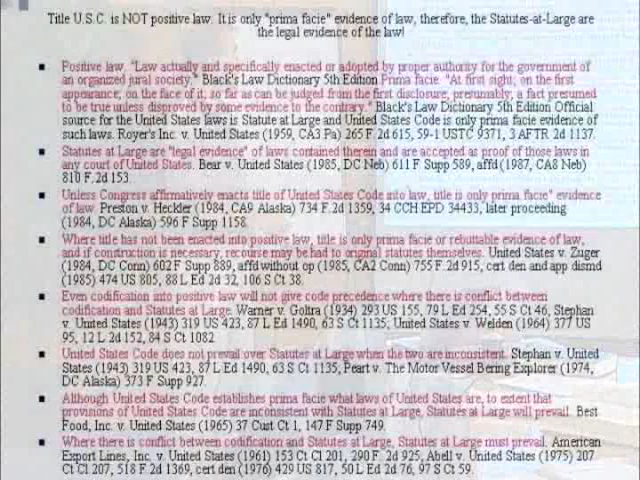 Title U.S.C. is NOT positive law. It is only "prima facie" evidence of law, therefore, the Statutes-at-Large are
the legal evidence of the law!
Positive law. "Law actually and specifically enacted or adopted by proper authority for the government of
an organized jural society." Black's Law Dictionary 5th Edition Prima facie. "At first sight; on the first
appearance; on the face of it; so far as can be judged from the first disclosure; presumably; a fact presumed
to be true unless disproved by some evidence to the contrary." Black's Law Dictionary 5th Edition Official
source for the United States laws is Statute at Large and United States Code is only prima facie evidence of
such laws. Royer's Inc. v. United States (1959, CA3 Pa) 265 F 2d 615, 59-1 USTC 9371, 3 AFTR 2d 1137.
Statutes at Large are "legal evidence" of laws contained therein and are accepted as proof of those laws in
any court of United States. Bear v. United States (1985, DC Neb) 611 F Supp 589, affd (1987, CA8 Neb)
810 F.2d 153.
Unless Congress affirmatively enacts title of United States Code into law, title is only prima facie" evidence
of law. Preston v. Heckler (1984, CA9 Alaska) 734 F. 2d 1359, 34 CCH EPD 34433, later proceeding
(1984, DC Alaska) 596 F Supp 1158.
Where title has not been enacted into positive law, title is only prima facie or rebuttable evidence of law,
and if construction is necessary, recourse may be had to original statutes themselves. United States v. Zuger
(1984, DC Conn) 602 F Supp 889, affd without op (1985, CA2 Conn) 755 F.2d 915, cert den and app dismd
(1985) 474 US 805, 88 L Ed 2d 32, 106 S Ct 38.
Even codification into positive law will not give code precedence where there is conflict between
codification and Statutes at Large. Warner v. Goltra (1934) 293 US 155, 79 L Ed 254, 55 S Ct 46, Stephan
v. United States (1943) 319 US 423, 87 L Ed 1490, 63 S Ct 1135; United States v. Welden (1964) 377 US
95, 12 L 2d 152, 84 S Ct 1082
United States Code does not prevail over Statutes at Large when the two are inconsistent. Stephan v. United
States (1943) 319 US 423, 87 L Ed 1490, 63 S Ct 1135, Peart v. The Motor Vessel Bering Explorer (1974,
DC Alaska) 373 F Supp 927.
Although United States Code establishes prima facie what laws of United States are, to extent that
provisions of United States Code are inconsistent with Statutes at Large, Statutes at Large will prevail. Best
Food, Inc. v. United States (1965) 37 Cust Ct 1, 147 F Supp 749.
Where there is conflict between codification and Statutes at Large, Statutes at Large must prevail. American
Export Lines, Inc. v. United States (1961) 153 Ct Cl 201, 290 F. 2d 925, Abell v. United States (1975) 207
Ct Cl 207, 518 F. 2d 1369, cert den (1976) 429 US 817, 50 L Ed 2d 76, 97 S Ct 59.